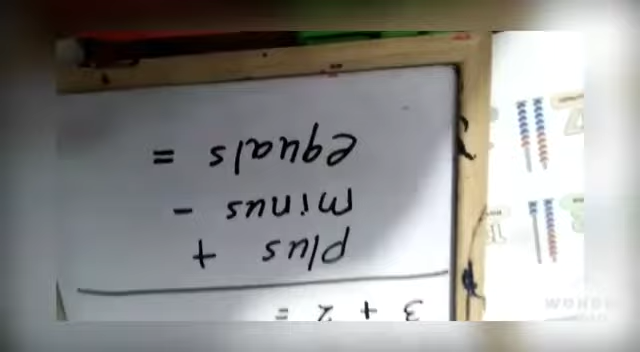 3 + 2 =
plus +
minus -
equals =